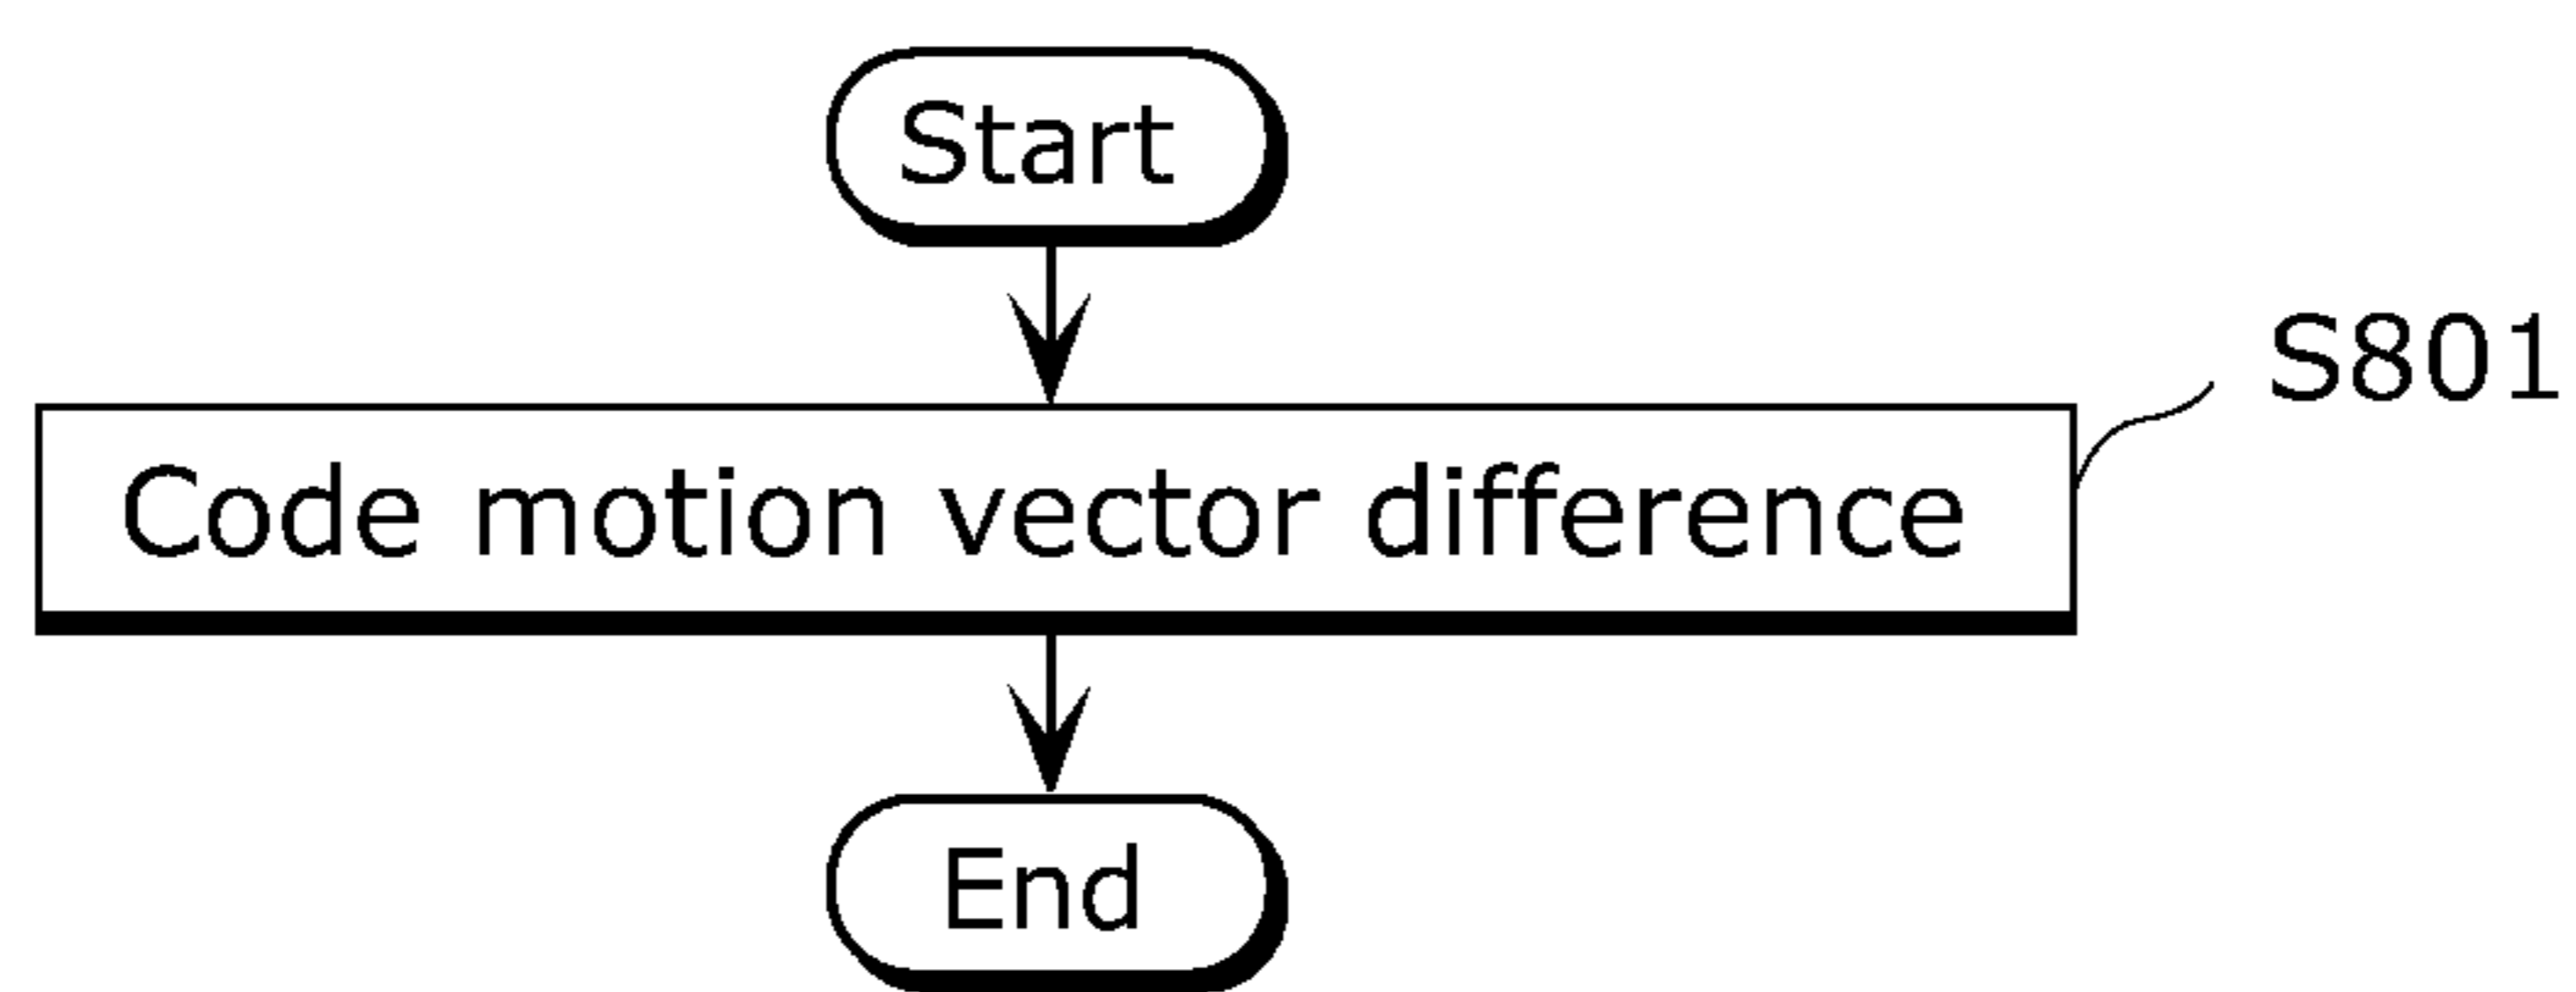 Start
S801
Code motion vector difference
End